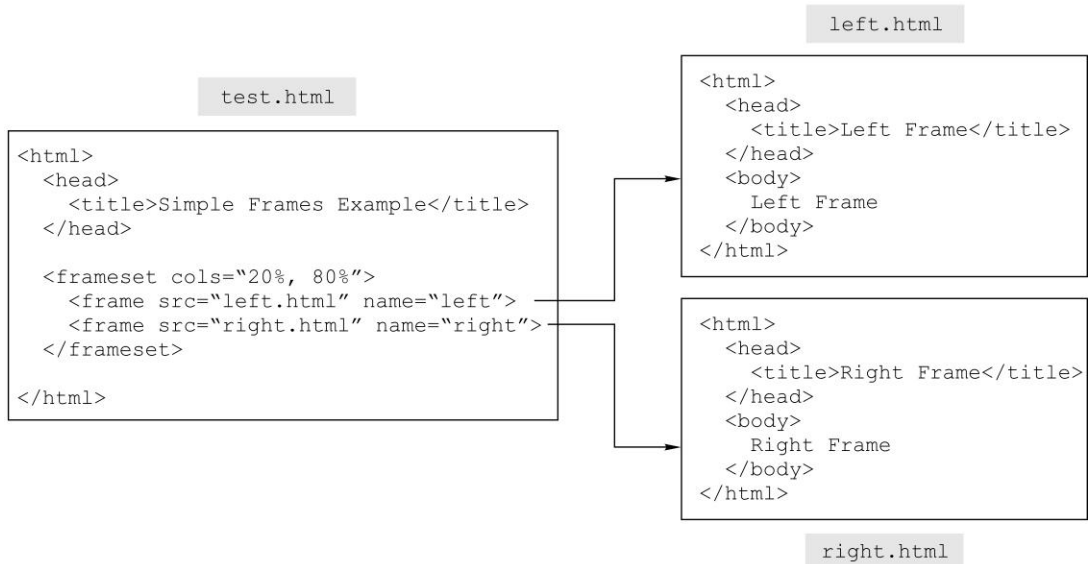 test.html
<html>
  <head>
    <title>Simple Frames Example</title>
  </head>
  <frameset cols=“20%, 80%”>
    <frame src=“left.html” name=“left”>
    <frame src=“right.html” name=“right”>
  </frameset>
</html>
left.html
<html>
  <head>
    <title>Left Frame</title>
  </head>
  <body>
    Left Frame
  </body>
</html>
<html>
  <head>
    <title>Right Frame</title>
  </head>
  <body>
    Right Frame
  </body>
</html>
right.html